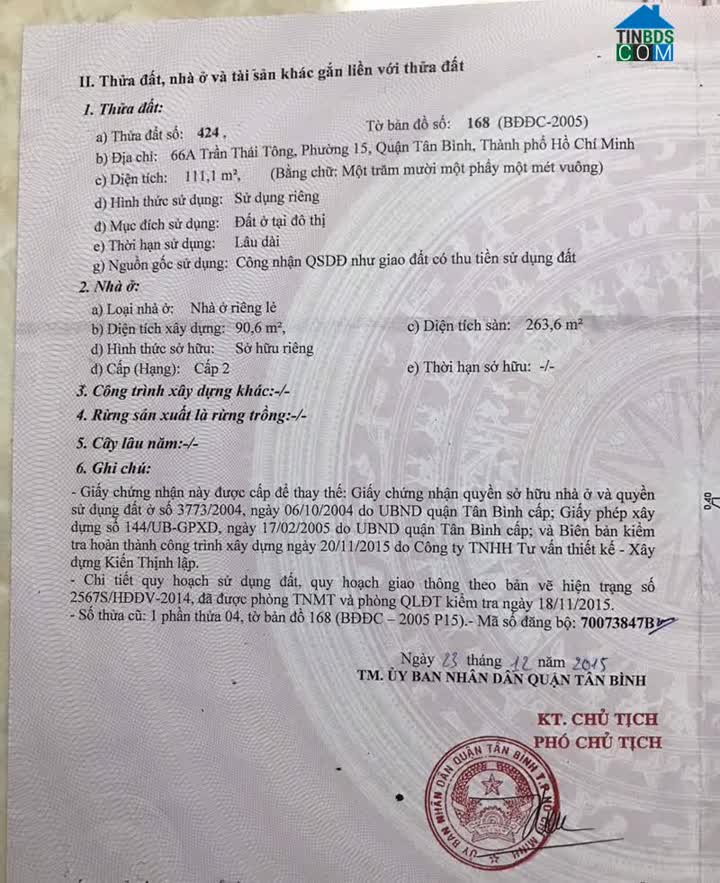 TINBDS
COM
II. Thửa đất, nhà ở và tài sản khác gắn liền với thửa đất
1. Thửa đất:
a) Thửa đất số: 424, Tờ bản đồ số: 168 (BĐĐC-2005)
b) Địa chỉ: 66A Trần Thái Tông, Phường 15, Quận Tân Bình, Thành phố Hồ Chí Minh
c) Diện tích: 111,1 m², (Bằng chữ: Một trăm mười một phẩy một mét vuông)
d) Hình thức sử dụng: Sử dụng riêng
đ) Mục đích sử dụng: Đất ở tại đô thị
e) Thời hạn sử dụng: Lâu dài
g) Nguồn gốc sử dụng: Công nhận QSDĐ như giao đất có thu tiền sử dụng đất
2. Nhà ở:
a) Loại nhà ở: Nhà ở riêng lẻ
b) Diện tích xây dựng: 90,6 m², c) Diện tích sàn: 263,6 m²
d) Hình thức sở hữu: Sở hữu riêng
đ) Cấp (Hạng): Cấp 2 e) Thời hạn sở hữu: -/-
3. Công trình xây dựng khác:-/-
4. Rừng sản xuất là rừng trồng:-/-
5. Cây lâu năm:-/-
6. Ghi chú:
- Giấy chứng nhận này được cấp để thay thế: Giấy chứng nhận quyền sở hữu nhà ở và quyền
sử dụng đất ở số 3773/2004, ngày 06/10/2004 do UBND quận Tân Bình cấp; Giấy phép xây
dựng số 144/UB-GPXD, ngày 17/02/2005 do UBND quận Tân Bình cấp; và Biên bản kiểm
tra hoàn thành công trình xây dựng ngày 20/11/2015 do Công ty TNHH Tư vấn thiết kế - Xây
dựng Kiến Thịnh lập.
- Chi tiết quy hoạch sử dụng đất, quy hoạch giao thông theo bản vẽ hiện trạng số
2567S/HĐĐV-2014, đã được phòng TNMT và phòng QLĐT kiểm tra ngày 18/11/2015.
- Số thửa cũ: 1 phần thửa 04, tờ bản đồ 168 (BĐĐC – 2005 P15).- Mã số đăng bộ: 70073847B
Ngày 23 tháng 12 năm 2015
TM. ỦY BAN NHÂN DÂN QUẬN TÂN BÌNH
KT. CHỦ TỊCH
PHÓ CHỦ TỊCH
ỦY BAN NHÂN DÂN QUẬN TÂN BÌNH T.P HỒ CHÍ MINH